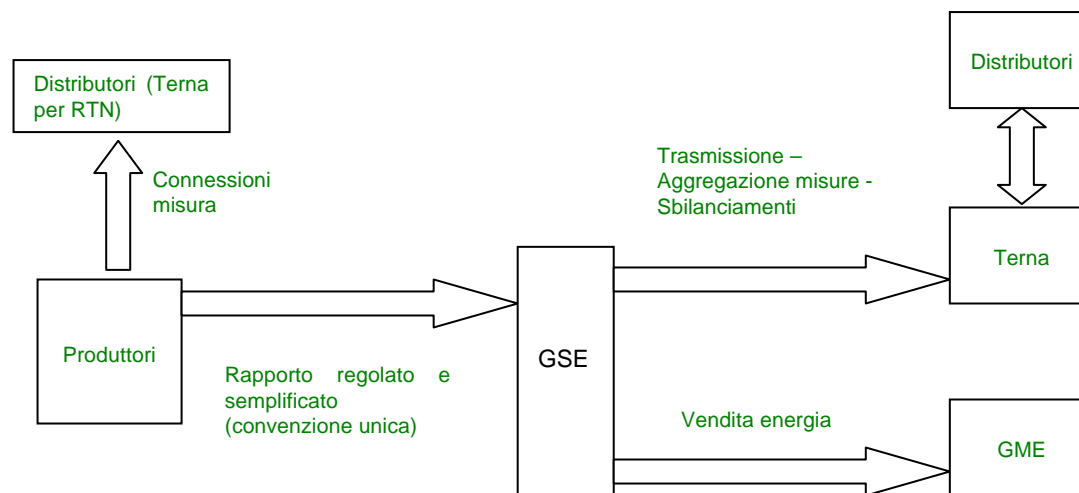 Distributori
Distributori (Terna
per RTN)
Trasmissione –
Aggregazione misure -
Sbilanciamenti
Connessioni
misura
Terna
Produttori
GSE
Rapporto regolato e
semplificato
(convenzione unica)
Vendita energia
GME